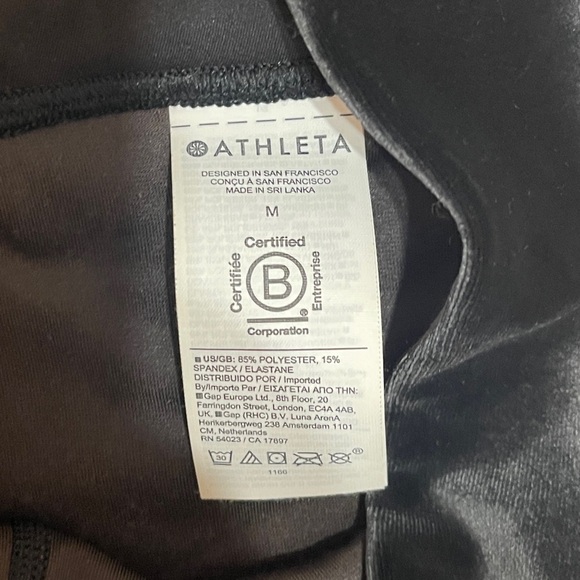 ATHLETA
DESIGNED IN SAN FRANCISCO
CONÇU À SAN FRANCISCO
MADE IN SRI LANKA
M
Certified
Certifiée
B
Entreprise
®
Corporation
US/GB: 85% POLYESTER, 15%
SPANDEX / ELASTANE
DISTRIBUIDO POR / Imported
By/Importe Par / ΕΙΣΑΓΕΤΑΙ ΑΠΟ ΤΗΝ:
Gap Europe Ltd., 8th Floor, 20
Farringdon Street, London, EC4A 4AB,
UK, Gap (RHC) B.V. Luna ArenA
Herikerbergweg 238 Amsterdam 1101
CM, Netherlands
RN 54023 / CA 17897
30 ®
1166